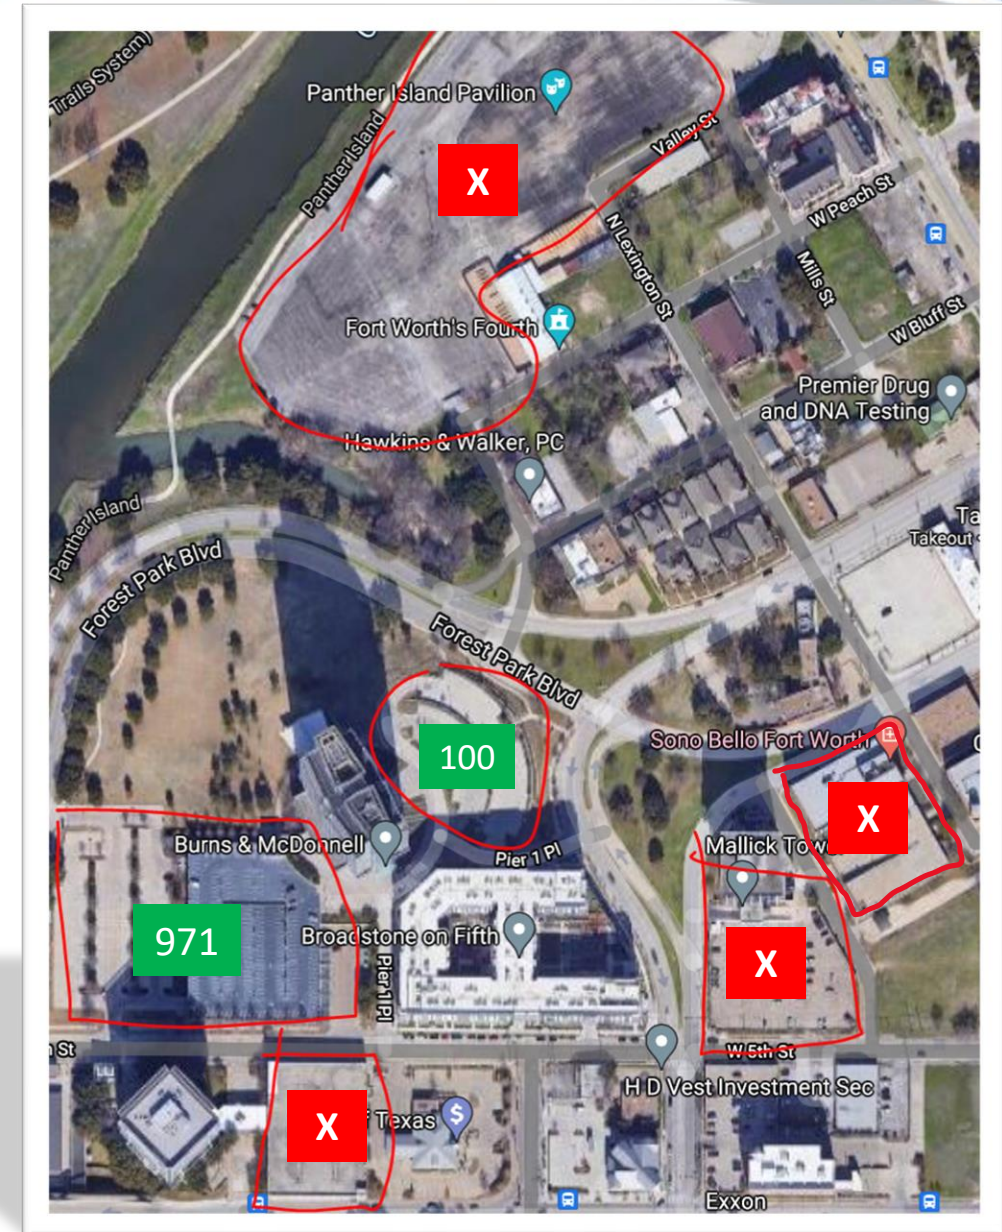 Trails System)
Panther Island Pavilion
Panther Island
X
Valley St
W Peach St
N Lexington St
Mills St
W Bluff St
Fort Worth's Fourth
Premier Drug
and DNA Testing
Hawkins & Walker, PC
Panther Island
Takeout
Forest Park Blvd
Forest Park Blvd
Sono Bello Fort Worth
100
X
Burns & McDonnell
Pier 1 Pl
Mallick Tow
971
Broadstone on Fifth
Pier 1 Pl
X
St
W 5th St
H D Vest Investment Sec
X
Texas
$
Exxon